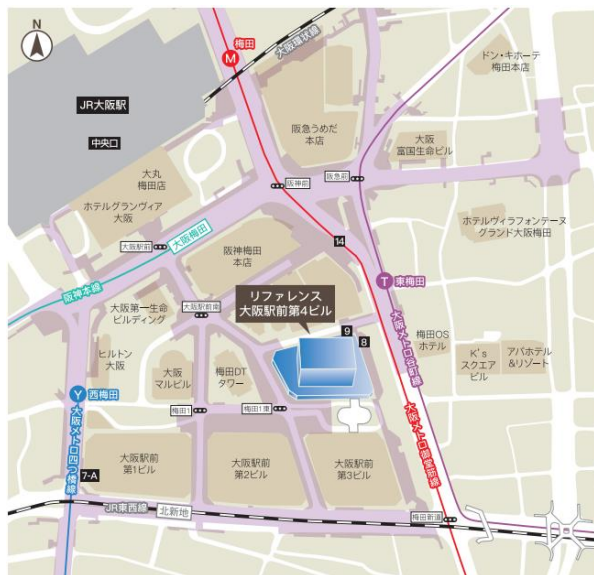 N
梅田
M
大阪環状線
ドン・キホーテ
梅田本店
JR大阪駅
中央口
阪急うめだ
本店
大阪
富国生命ビル
大丸
梅田店
阪神前
阪急前
ホテルグランヴィア
大阪
ホテルヴィラフォンテーヌ
グランド大阪梅田
大阪駅前
大阪梅田
阪神梅田
本店
14
阪神本線
T
東梅田
リファレンス
大阪駅前第4ビル
大阪第一生命
ビルディング
大阪駅前南
9
8
梅田OS
ホテル
大阪メトロ谷町線
ヒルトン
大阪
大阪
マルビル
梅田DT
タワー
K's
スクエア
ビル
アパホテル
&リゾート
Y
西梅田
梅田1
梅田1東
大阪メトロ四つ橋線
大阪メトロ御堂筋線
大阪駅前
第1ビル
大阪駅前
第2ビル
大阪駅前
第3ビル
7-A
JR東西線
北新地
梅田新道